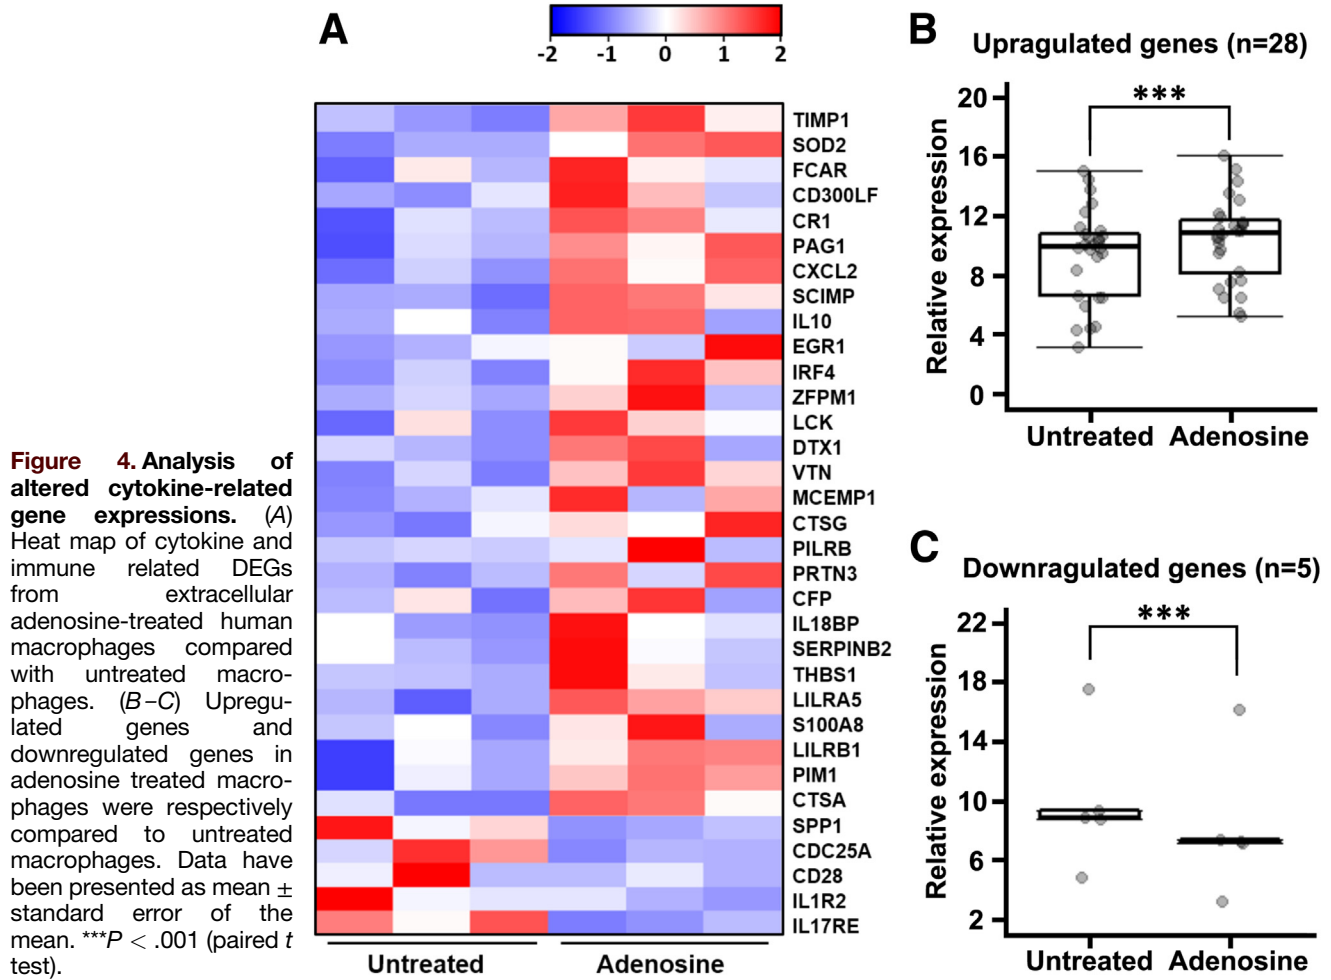 A
-2 -1 0 1 2
TIMP1
SOD2
FCAR
CD300LF
CR1
PAG1
CXCL2
SCIMP
IL10
EGR1
IRF4
ZFPM1
LCK
DTX1
VTN
MCEMP1
CTSG
PILRB
PRTN3
CFP
IL18BP
SERPINB2
THBS1
LILRA5
S100A8
LILRB1
PIM1
CTSA
SPP1
CDC25A
CD28
IL1R2
IL17RE
Untreated Adenosine
B
Upragulated genes (n=28)
***
Relative expression
20
16
12
8
4
0
Untreated Adenosine
C
Downragulated genes (n=5)
***
Relative expression
22
18
14
10
6
2
Untreated Adenosine
Figure 4. Analysis of
altered cytokine-related
gene expressions. (A)
Heat map of cytokine and
immune related DEGs
from extracellular
adenosine-treated human
macrophages compared
with untreated macro-
phages. (B–C) Upregu-
lated genes and
downregulated genes in
adenosine treated macro-
phages were respectively
compared to untreated
macrophages. Data have
been presented as mean ±
standard error of the
mean. ***P < .001 (paired t
test).